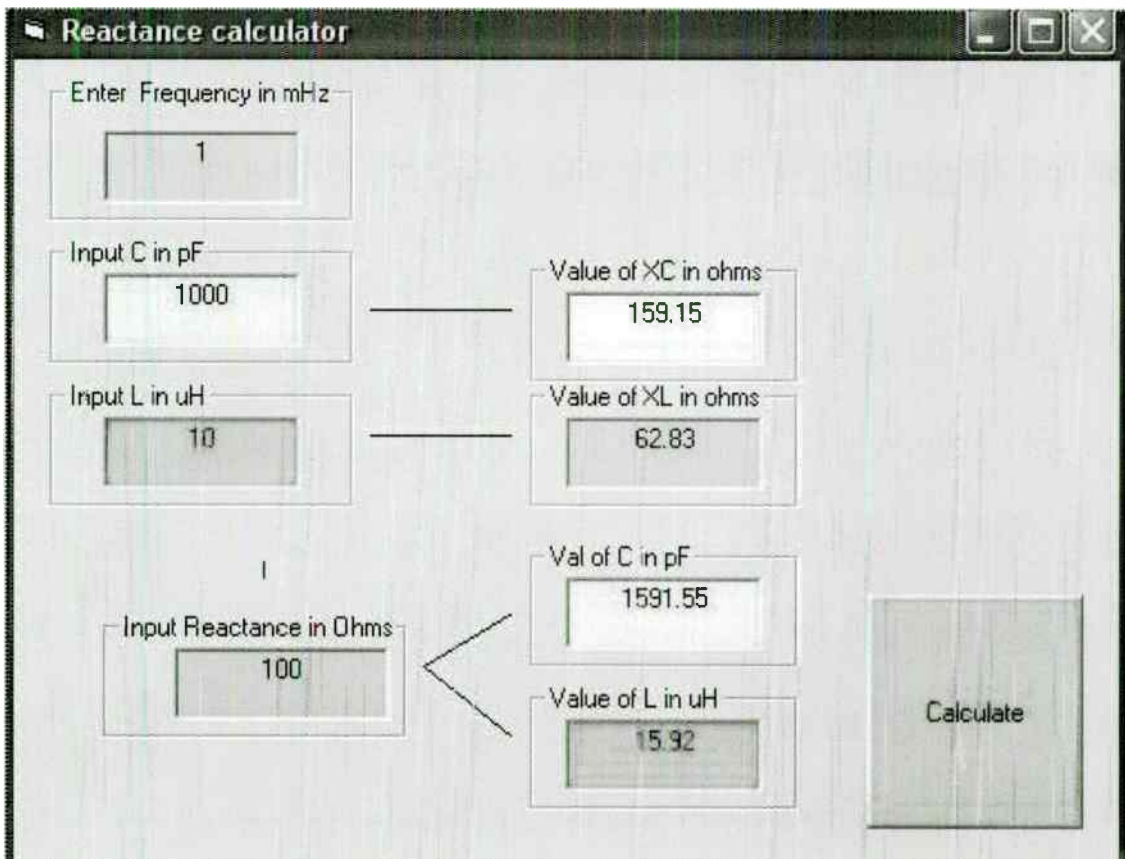 Reactance calculator
Enter Frequency in mHz
1
Input C in pF
1000
Value of XC in ohms
159.15
Input L in uH
10
Value of XL in ohms
62.83
Input Reactance in Ohms
100
Val of C in pF
1591.55
Value of L in uH
15.92
Calculate